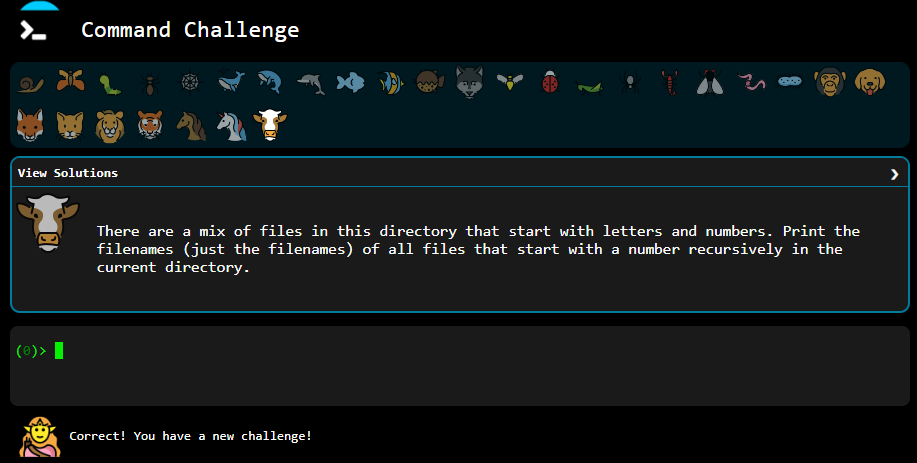 Command Challenge
View Solutions
There are a mix of files in this directory that start with letters and numbers. Print the
filenames (just the filenames) of all files that start with a number recursively in the
current directory.
(0)>
Correct! You have a new challenge!